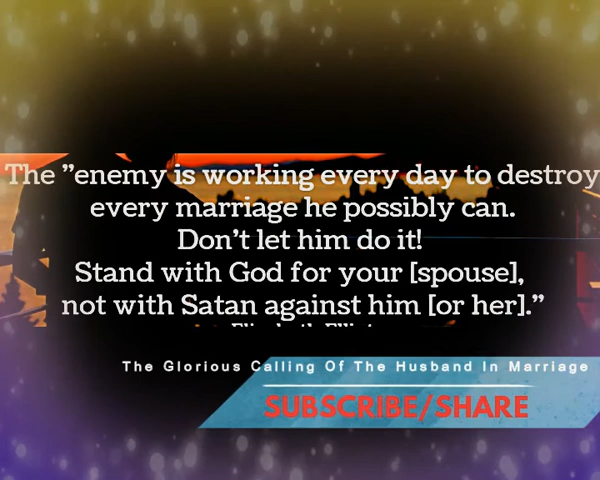 The "enemy is working every day to destroy
every marriage he possibly can.
Don't let him do it!
Stand with God for your [spouse],
not with Satan against him [or her]."
The Glorious Calling Of The Husband In Marriage
SUBSCRIBE/SHARE